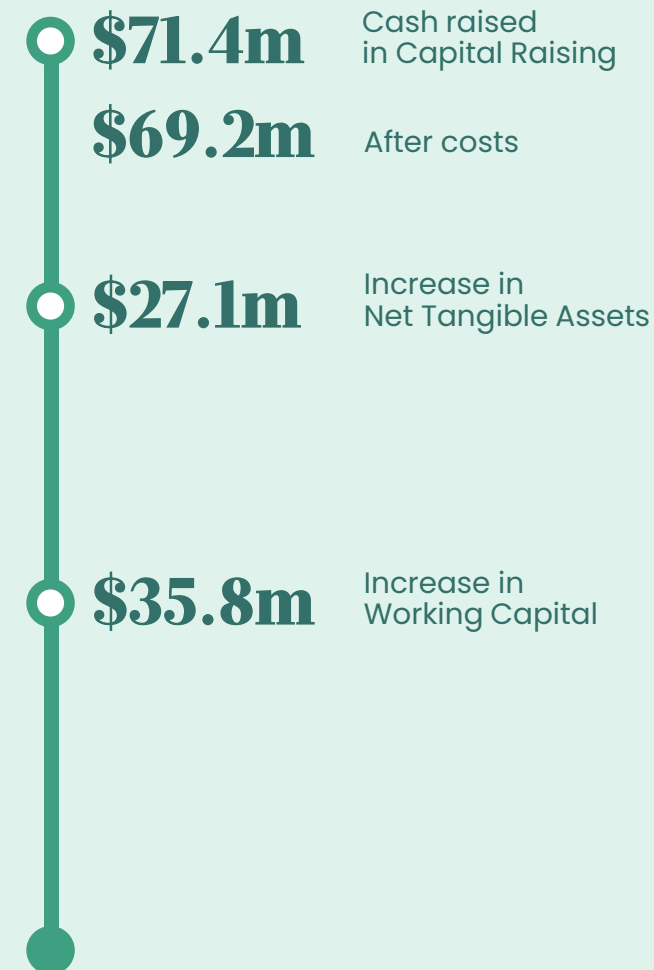 $71.4m
Cash raised
in Capital Raising
$69.2m
After costs
$27.1m
Increase in
Net Tangible Assets
$35.8m
Increase in
Working Capital